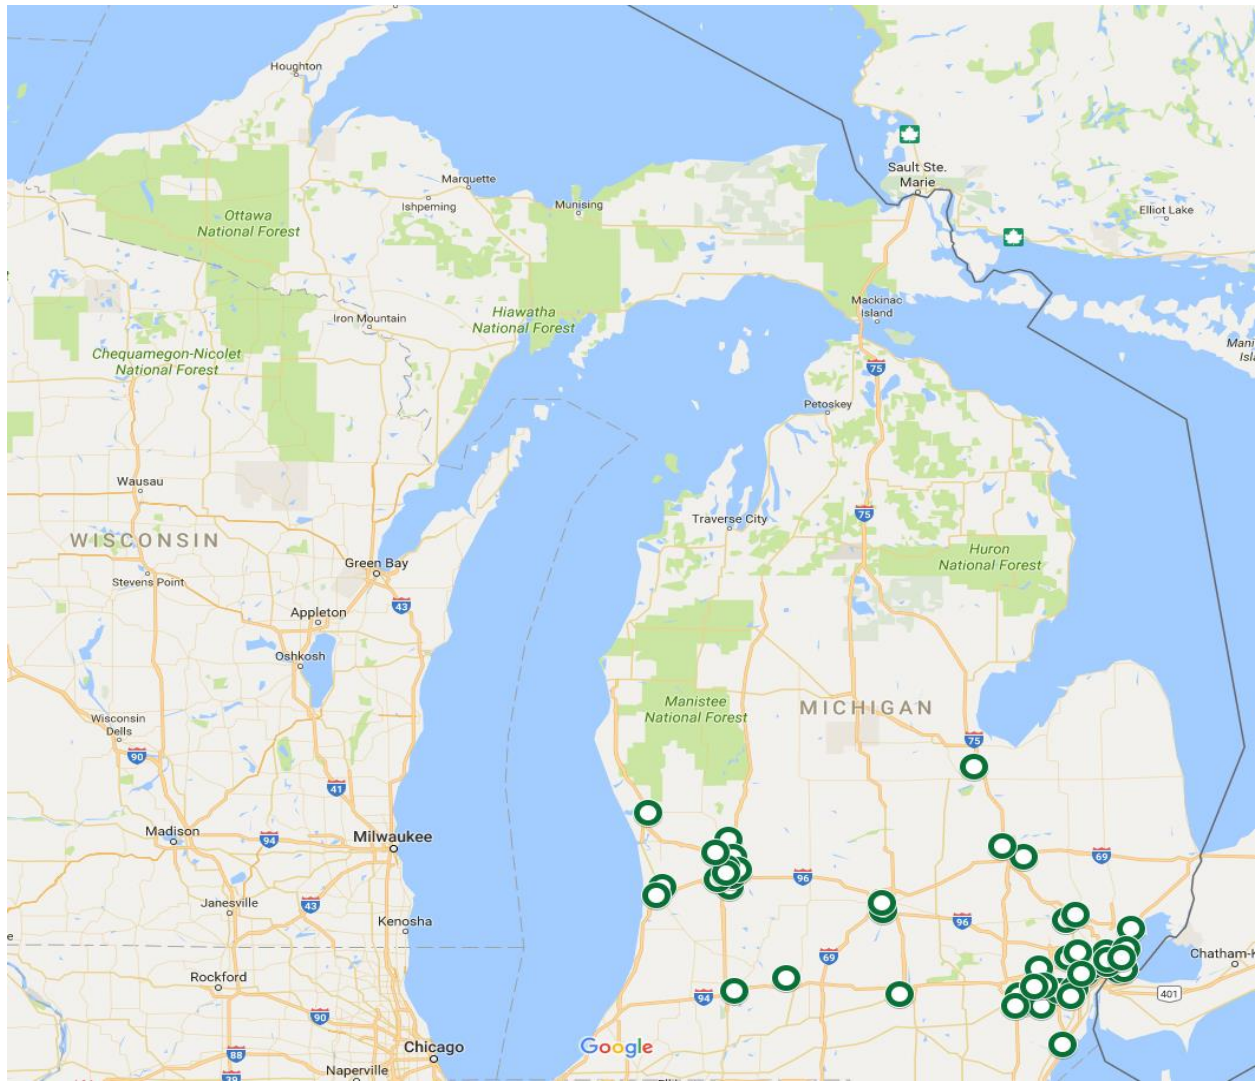 Houghton
Marquette
Ishpeming
Munising
Sault Ste.
Marie
Elliot Lake
Ottawa
National Forest
Hiawatha
National Forest
Mackinac
Island
Iron Mountain
Chequamegon-Nicolet
National Forest
75
Petoskey
Wausau
75
Traverse City
WISCONSIN
Stevens Point
Green Bay
43
Huron
National Forest
Appleton
Oshkosh
Manistee
National Forest
MICHIGAN
Wisconsin
Dells
90
75
41
Madison
94
Milwaukee
69
96
Janesville
43
Kenosha
96
Chatham-K
69
Rockford
94
401
90
Google
Chicago
88
Naperville
39